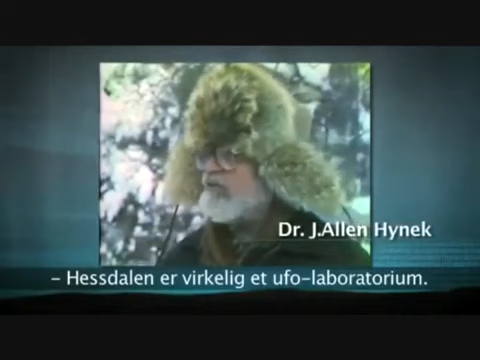 Dr. J.Allen Hynek
– Hessdalen er virkelig et ufo-laboratorium.